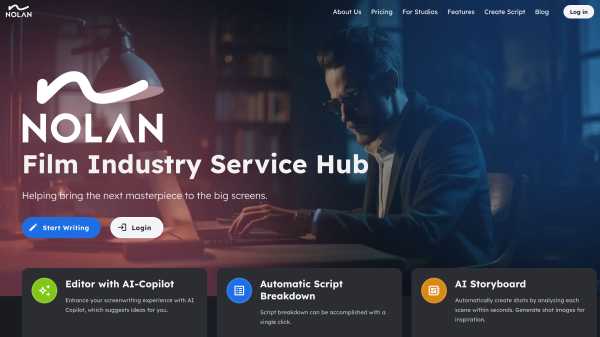 NOLAN
About Us Pricing For Studios Features Create Script Blog Log in
NOLAN
Film Industry Service Hub
Helping bring the next masterpiece to the big screens.
Start Writing Login
Editor with AI-Copilot
Enhance your screenwriting experience with AI
Copilot, which suggests ideas for you.
Automatic Script
Breakdown
Script breakdown can be accomplished with a
single click.
AI Storyboard
Automatically create shots by analyzing each
scene within seconds. Generate shot images for
inspiration.